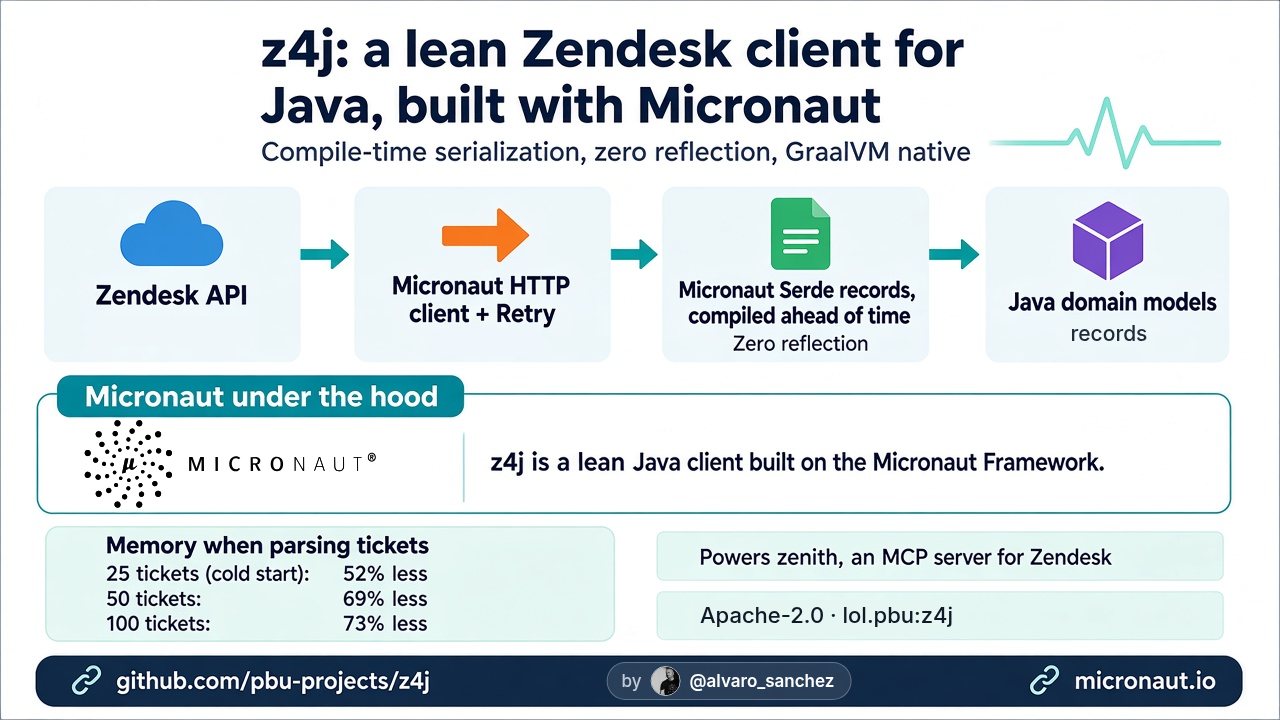 z4j: a lean Zendesk client for
Java, built with Micronaut
Compile-time serialization, zero reflection, GraalVM native
Zendesk API
Micronaut HTTP
client + Retry
Micronaut Serde records,
compiled ahead of time
Zero reflection
Java domain models
records
Micronaut under the hood
μ MICRONAUT®
z4j is a lean Java client built on the Micronaut Framework.
Memory when parsing tickets
25 tickets (cold start): 52% less
50 tickets: 69% less
100 tickets: 73% less
Powers zenith, an MCP server for Zendesk
Apache-2.0 · lol.pbu:z4j
github.com/pbu-projects/z4j
by @alvaro_sanchez
micronaut.io